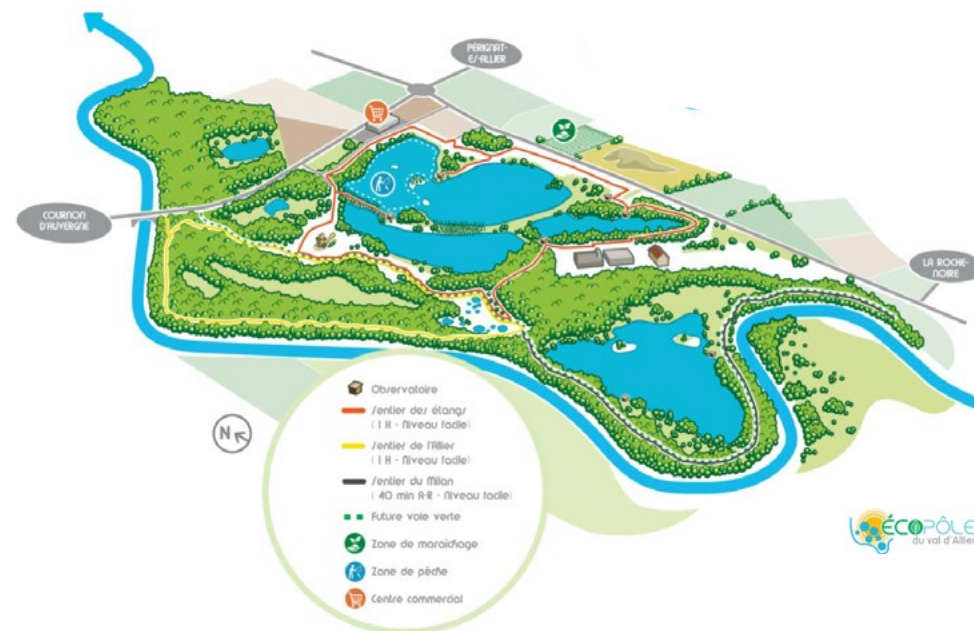 PÉRIGNAT-
ES-ALLIER
COURNON
D'AUVERGNE
LA ROCHE-
NOIRE
N
Observatoire
Sentier des étangs
(1 H - Niveau facile)
Sentier de l'Allier
(1 H - Niveau facile)
Sentier du Milan
(40 min A-R - Niveau facile)
Future voie verte
Zone de maraîchage
Zone de pêche
Centre commercial
ÉCOPÔLE
du val d'Allier